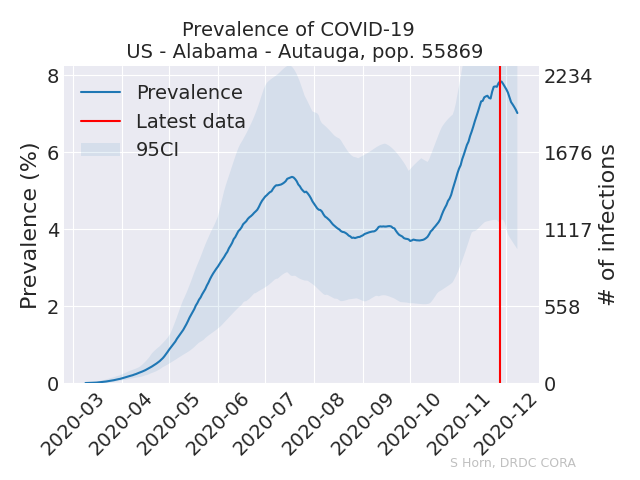 Prevalence of COVID-19
US - Alabama - Autauga, pop. 55869
Prevalence
Latest data
95CI
Prevalence (%)
8
6
4
2
0
2234
1676
1117
558
0
# of infections
2020-03
2020-04
2020-05
2020-06
2020-07
2020-08
2020-09
2020-10
2020-11
2020-12
S Horn, DRDC CORA